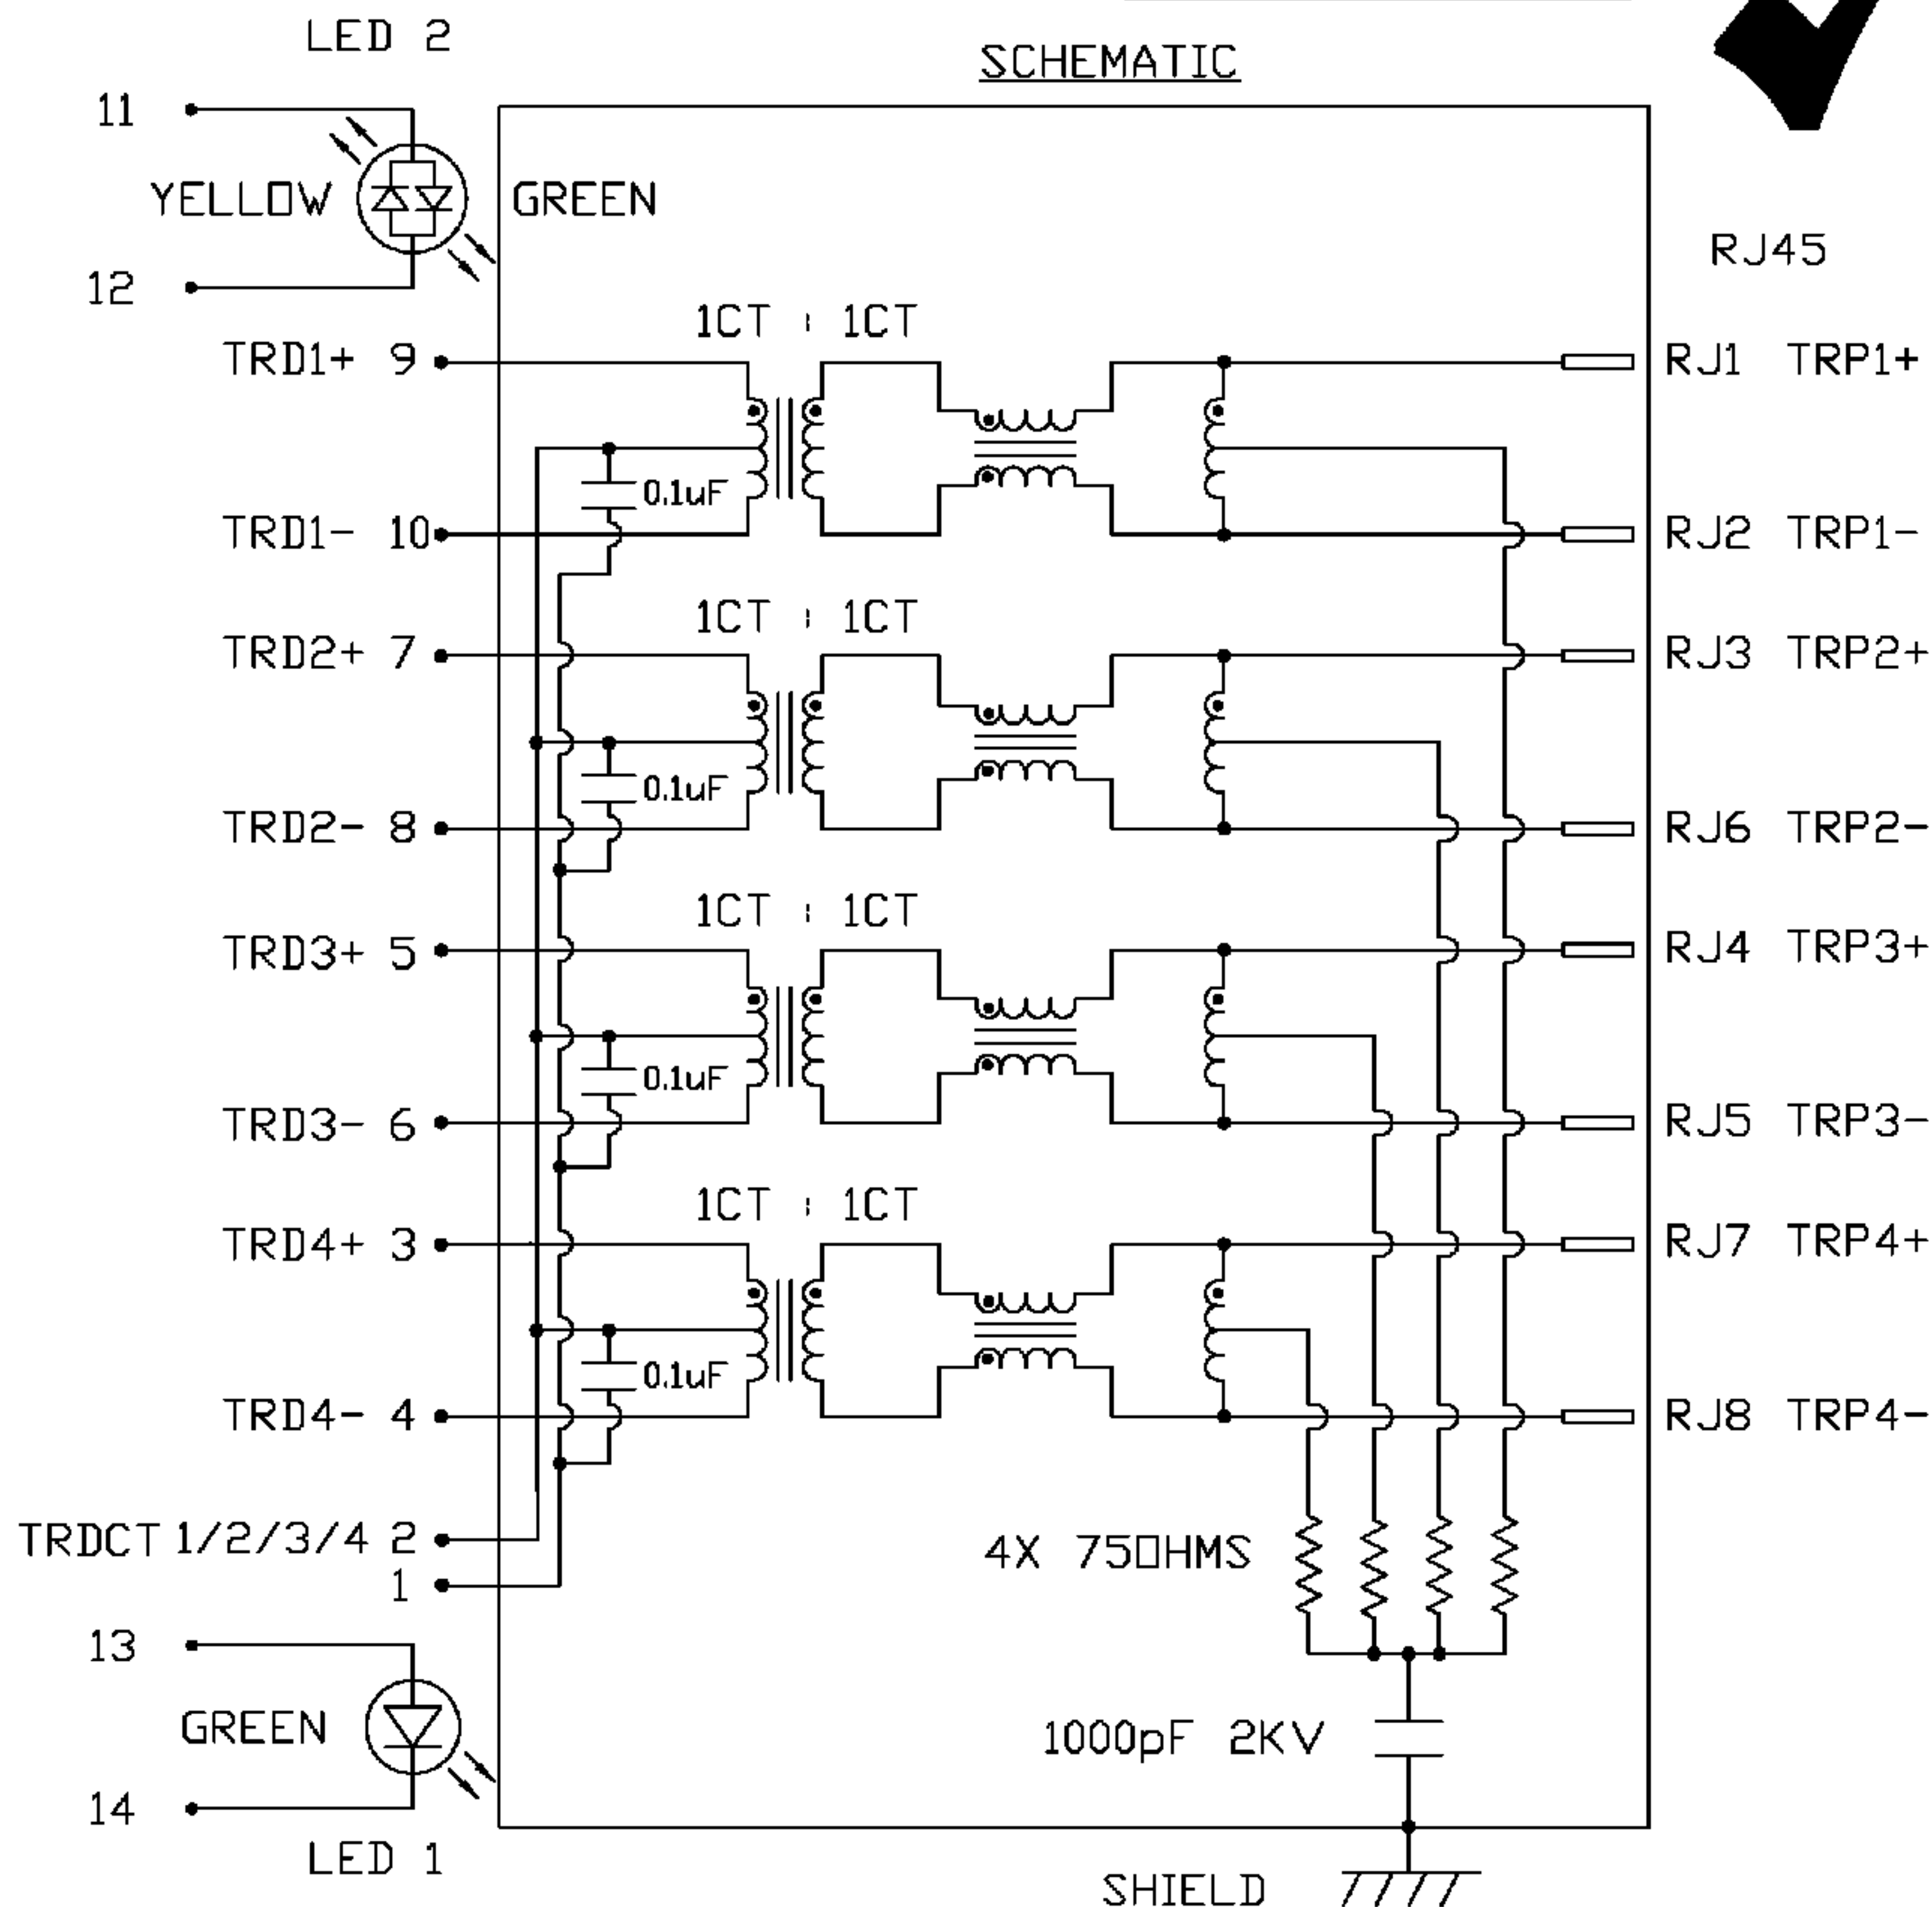 LED 2
SCHEMATIC
11
YELLOW GREEN
12
RJ45
1CT : 1CT
TRD1+ 9 RJ1 TRP1+
0.1uF
TRD1- 10 RJ2 TRP1-
1CT : 1CT
TRD2+ 7 RJ3 TRP2+
0.1uF
TRD2- 8 RJ6 TRP2-
1CT : 1CT
TRD3+ 5 RJ4 TRP3+
0.1uF
TRD3- 6 RJ5 TRP3-
1CT : 1CT
TRD4+ 3 RJ7 TRP4+
0.1uF
TRD4- 4 RJ8 TRP4-
TRDCT 1/2/3/4 2
4X 75OHMS
1
13
GREEN
1000pF 2KV
14
LED 1
SHIELD